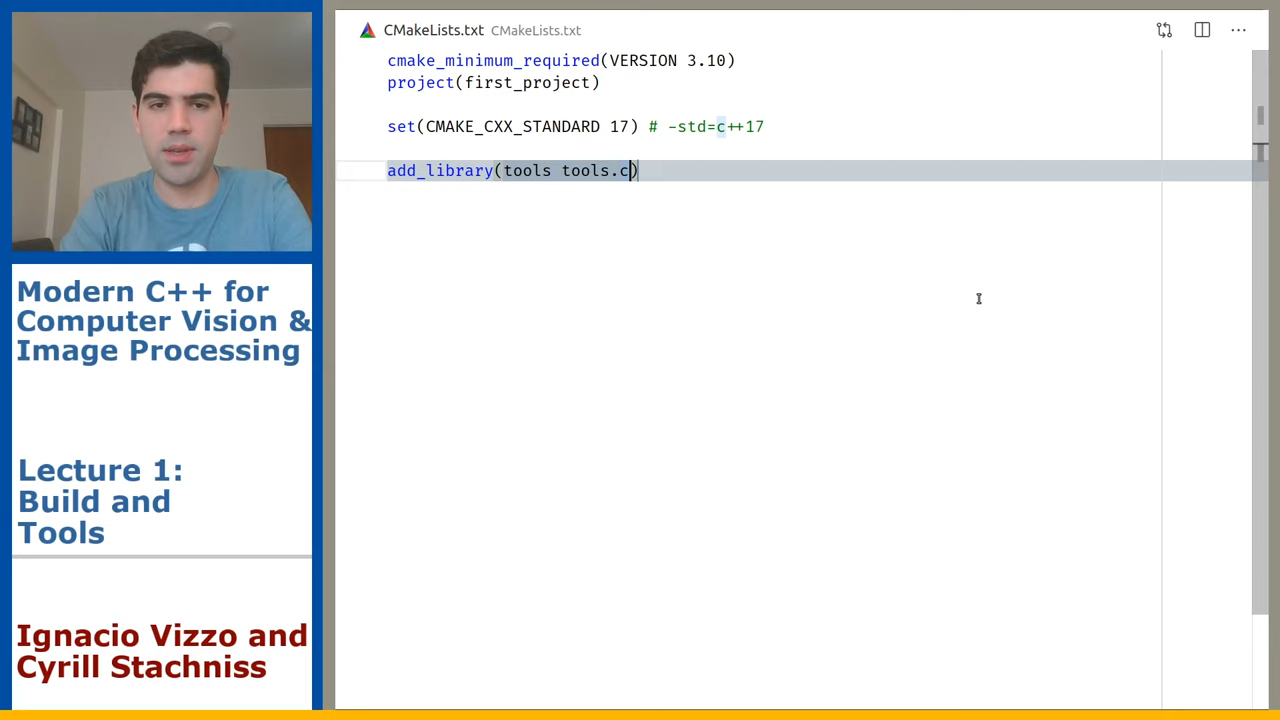 CMakeLists.txt CMakeLists.txt
cmake_minimum_required(VERSION 3.10)
project(first_project)
set(CMAKE_CXX_STANDARD 17) # -std=c++17
add_library(tools tools.c)
Modern C++ for
Computer Vision &
Image Processing
Lecture 1:
Build and
Tools
Ignacio Vizzo and
Cyrill Stachniss